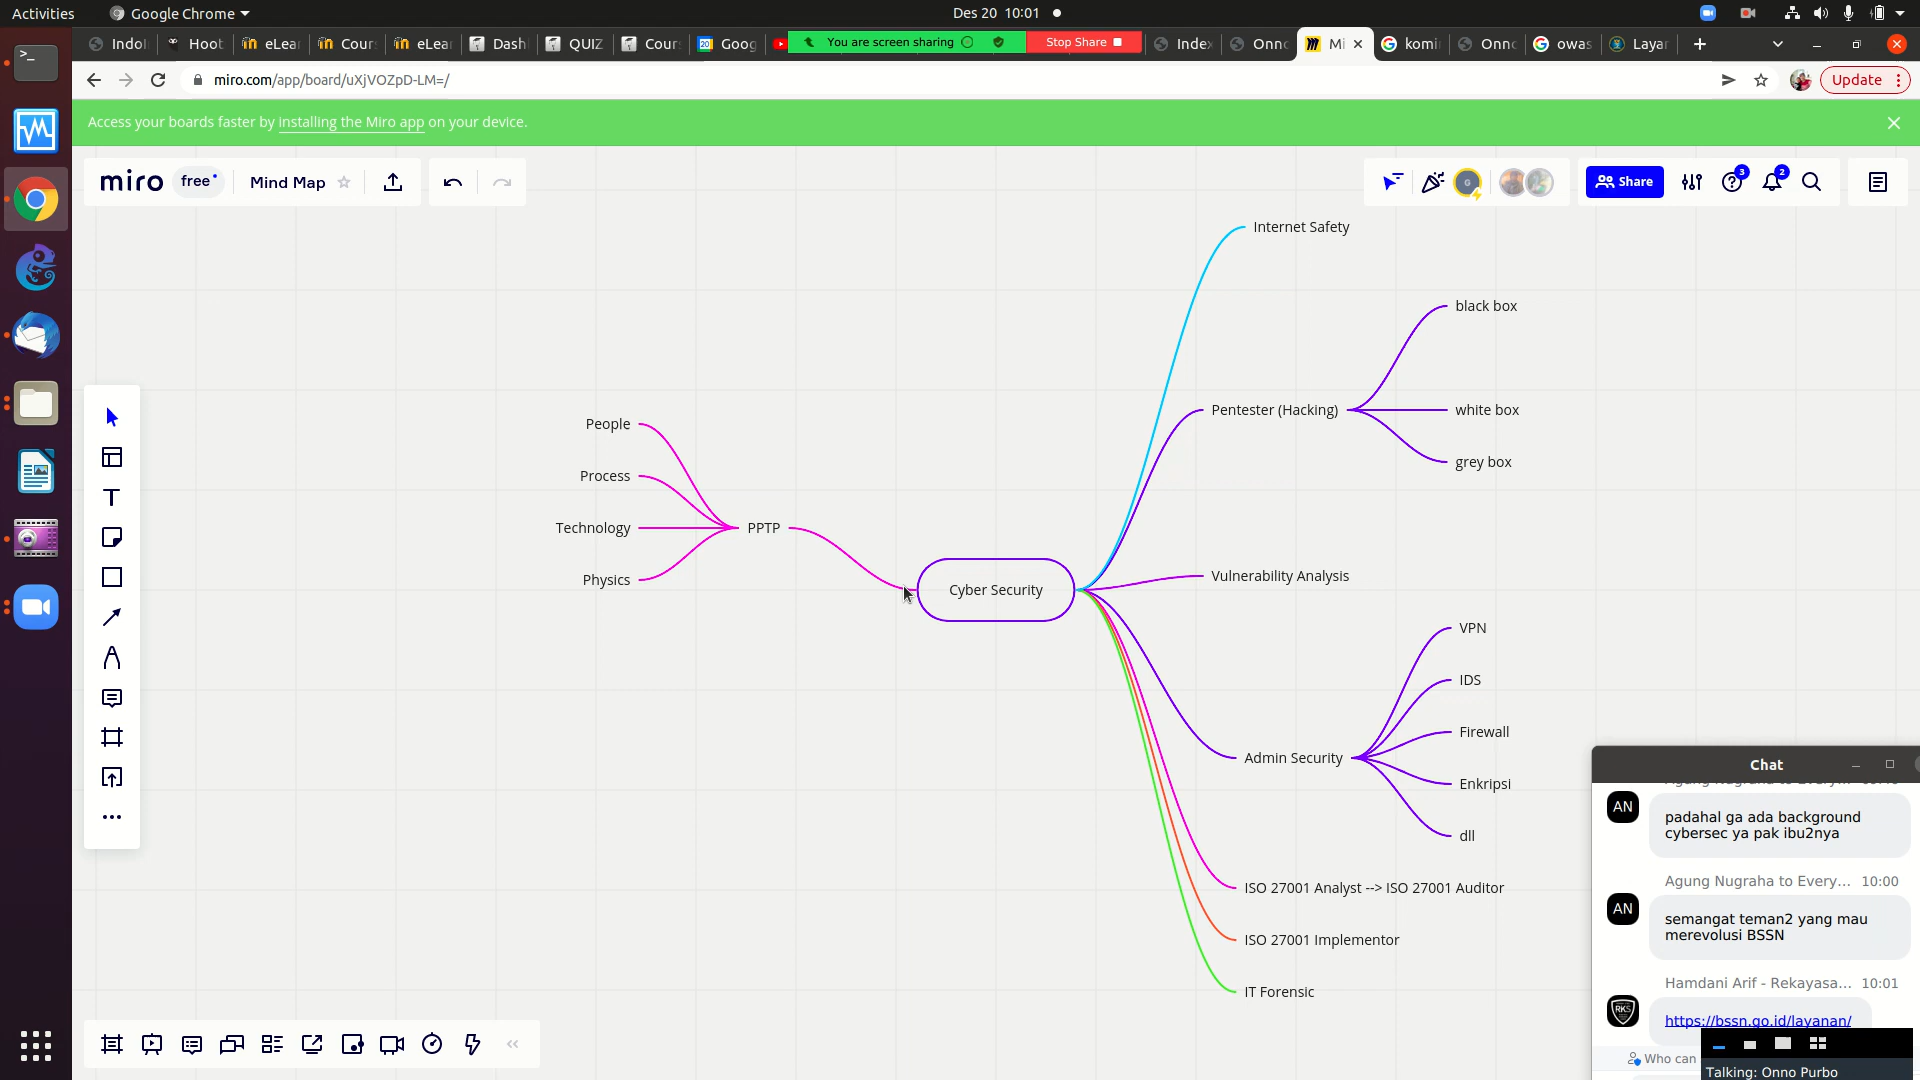 Activities
Google Chrome
Des 20 10:01
Indo
Hoot
eLear
Cour
eLea
Dash
QUIZ
Cour
20
Goog
You are screen sharing
Stop Share
Index
Onno
Mi
komi
Onno
owas
Layar
miro.com/app/board/uXjVOZpD-LM=/
Update
Access your boards faster by installing the Miro app on your device.
miro
free
Mind Map
G
Share
3
2
Internet Safety
black box
Pentester (Hacking)
white box
grey box
People
Process
Technology
PPTP
Physics
Cyber Security
Vulnerability Analysis
VPN
IDS
Firewall
Admin Security
Enkripsi
dll
ISO 27001 Analyst --> ISO 27001 Auditor
ISO 27001 Implementor
IT Forensic
Chat
AN
padahal ga ada background
cybersec ya pak ibu2nya
Agung Nugraha to Every... 10:00
AN
semangat teman2 yang mau
merevolusi BSSN
Hamdani Arif - Rekayasa... 10:01
RKS
https://bssn.go.id/layanan/
Who can
Talking: Onno Purbo